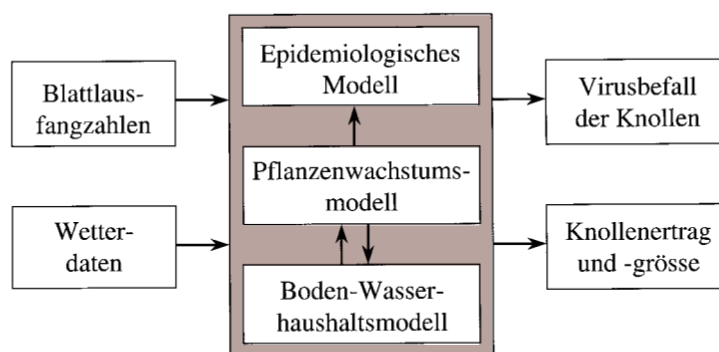 Blattlaus-
fangzahlen
Wetter-
daten
Epidemiologisches
Modell
Pflanzenwachstums-
modell
Boden-Wasser-
haushaltsmodell
Virusbefall
der Knollen
Knollenertrag
und -grösse